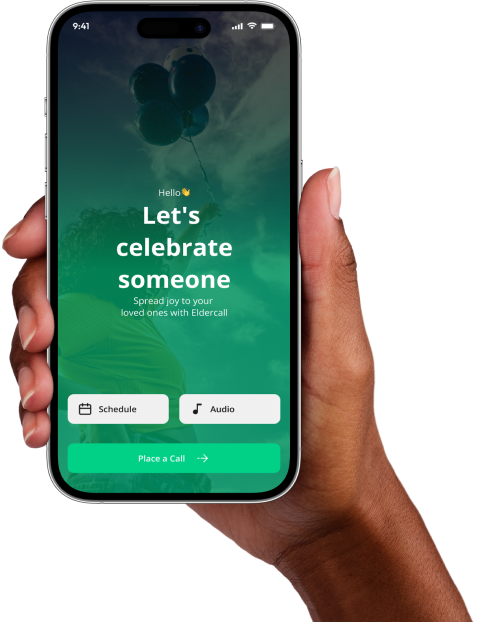 9:41
Hello👋
Let's
celebrate
someone
Spread joy to your
loved ones with Eldercall
Schedule
Audio
Place a Call